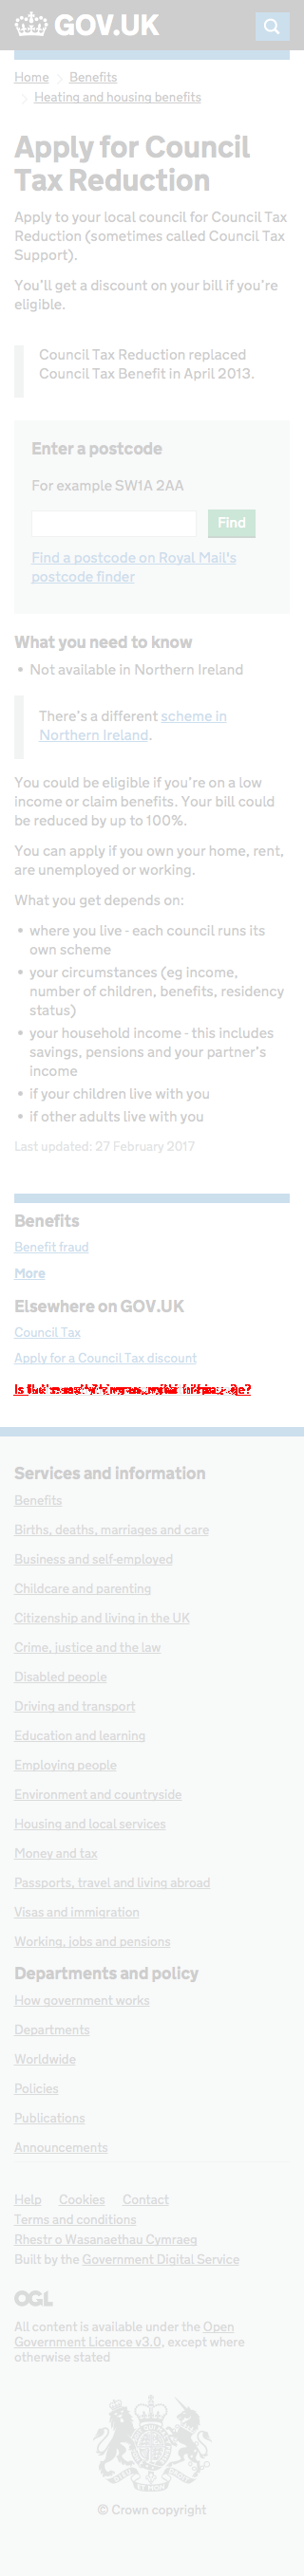 GOV.UK
Home
Benefits
Heating and housing benefits
Apply for Council
Tax Reduction
Apply to your local council for Council Tax
Reduction (sometimes called Council Tax
Support).
You'll get a discount on your bill if you're
eligible.
Council Tax Reduction replaced
Council Tax Benefit in April 2013.
Enter a postcode
For example SW1A 2AA
Find
Find a postcode on Royal Mail's
postcode finder
What you need to know
• Not available in Northern Ireland
There's a different scheme in
Northern Ireland.
You could be eligible if you're on a low
income or claim benefits. Your bill could
be reduced by up to 100%.
You can apply if you own your home, rent,
are unemployed or working.
What you get depends on:
• where you live - each council runs its
own scheme
• your circumstances (eg income,
number of children, benefits, residency
status)
• your household income - this includes
savings, pensions and your partner's
income
• if your children live with you
• if other adults live with you
Last updated: 27 February 2017
Benefits
Benefit fraud
More
Elsewhere on GOV.UK
Council Tax
Apply for a Council Tax discount
Services and information
Benefits
Births, deaths, marriages and care
Business and self-employed
Childcare and parenting
Citizenship and living in the UK
Crime, justice and the law
Disabled people
Driving and transport
Education and learning
Employing people
Environment and countryside
Housing and local services
Money and tax
Passports, travel and living abroad
Visas and immigration
Working, jobs and pensions
Departments and policy
How government works
Departments
Worldwide
Policies
Publications
Announcements
Help Cookies Contact
Terms and conditions
Rhestr o Wasanaethau Cymraeg
Built by the Government Digital Service
OGL
All content is available under the Open
Government Licence v3.0, except where
otherwise stated
© Crown copyright